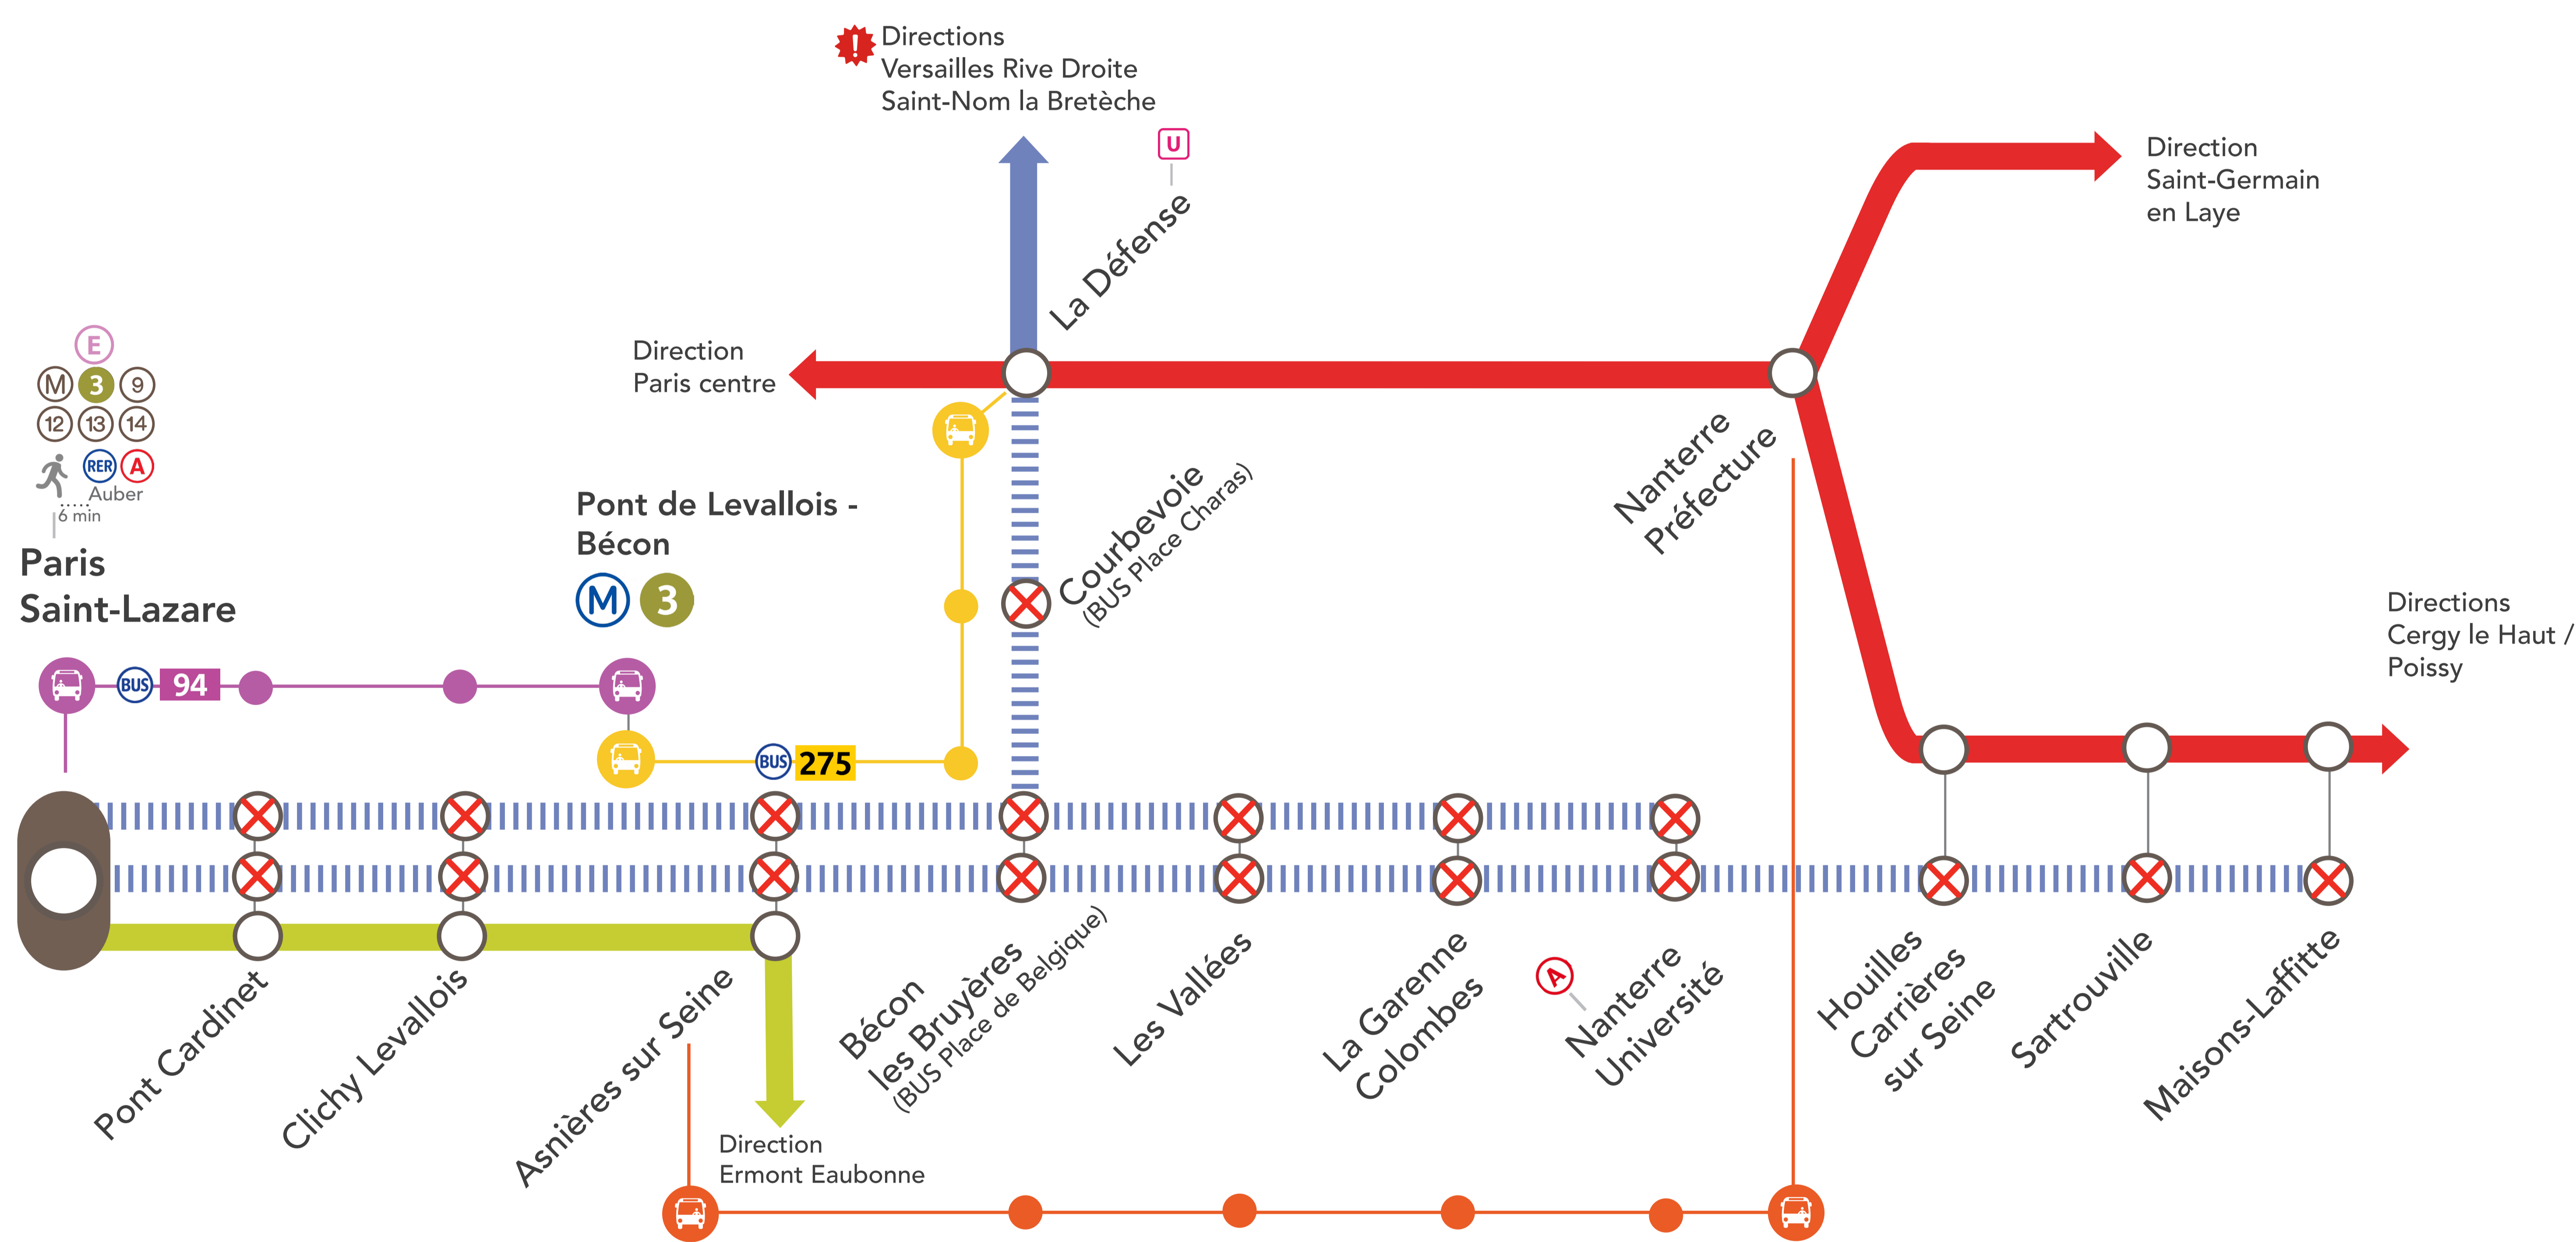 !
Directions
Versailles Rive Droite
Saint-Nom la Bretèche
U
La Défense
Direction
Saint-Germain
en Laye
Direction
Paris centre
E
M 3 9
12 13 14
RER A
Auber
6 min
Paris
Saint-Lazare
Pont de Levallois -
Bécon
M 3
Courbevoie
(BUS Place Charas)
Nanterre
Préfecture
Directions
Cergy le Haut /
Poissy
BUS 94
BUS 275
Pont Cardinet
Clichy Levallois
Asnières sur Seine
Bécon
les Bruyères
(BUS Place de Belgique)
Les Vallées
La Garenne
Colombes
A
Nanterre
Université
Houilles
Carrières
sur Seine
Sartrouville
Maisons-Laffitte
Direction
Ermont Eaubonne